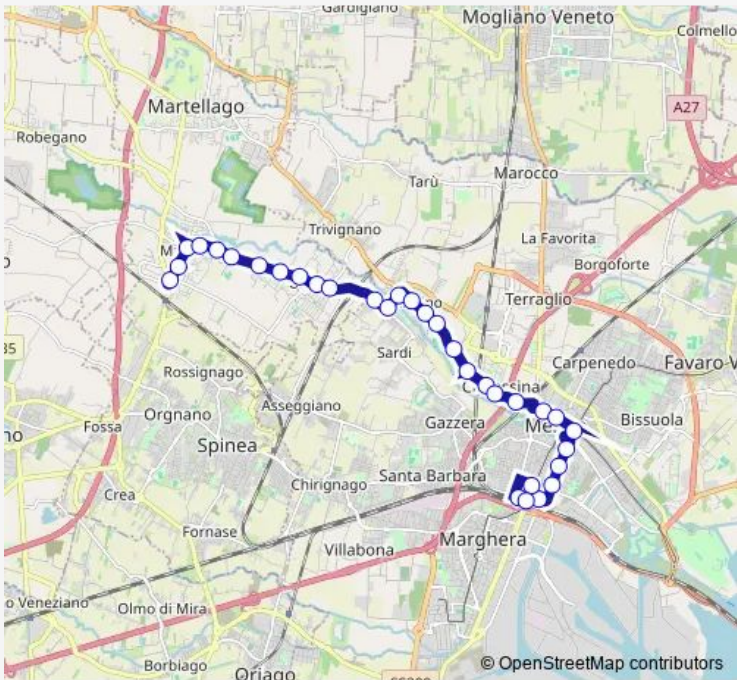 Gardigiano
Mogliano Veneto
Colmello
Martellago
A27
Robegano
Tarù
Marocco
Trivignano
La Favorita
Borgoforte
Terraglio
Sardi
Carpenedo
Favaro V
Rossignago
Asseggiano
Orgnano
Gazzera
Bissuola
Fossa
Spinea
Chirignago
Santa Barbara
Crea
Fornase
Villabona
Marghera
o Veneziano
Olmo di Mira
Borbiago
Oriago
© OpenStreetMap contributors